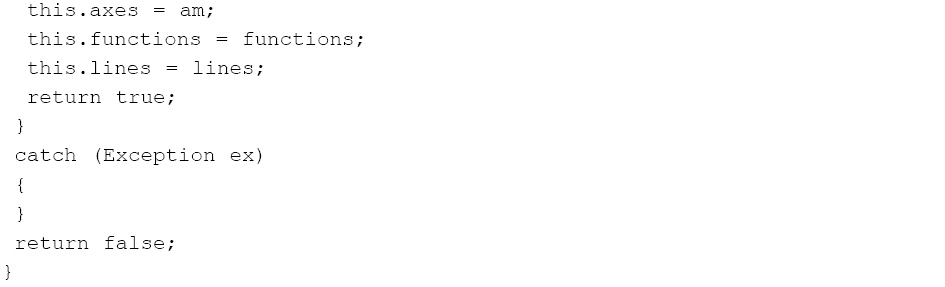 this.axes = am;
this.functions = functions;
this.lines = lines;
return true;
}
catch (Exception ex)
{
}
return false;
}